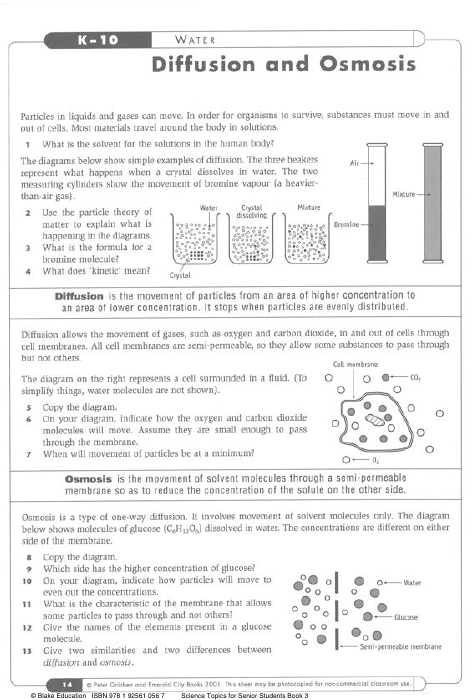 K-10
WATER
Diffusion and Osmosis
Particles in liquids and gases can move. In order for organisms to survive, substances must move in and
out of cells. Most materials travel around the body in solutions.
1 What is the solvent for the solutions in the human body?
The diagrams below show simple examples of diffusion. The three beakers
represent what happens when a crystal dissolves in water. The two
measuring cylinders show the movement of bromine vapour (a heavier-
than-air gas).
2 Use the particle theory of
matter to explain what is
happening in the diagrams.
3 What is the formula for a
bromine molecule?
4 What does 'kinetic' mean?
Water
Crystal
dissolving
Mixture
Crystal
Air
Bromine
Mixture
Diffusion is the movement of particles from an area of higher concentration to
an area of lower concentration. It stops when particles are evenly distributed.
Diffusion allows the movement of gases, such as oxygen and carbon dioxide, in and out of cells through
cell membranes. All cell membranes are semi-permeable, so they allow some substances to pass through
but not others.
The diagram on the right represents a cell surrounded in a fluid. (To
simplify things, water molecules are not shown).
5 Copy the diagram.
6 On your diagram, indicate how the oxygen and carbon dioxide
molecules will move. Assume they are small enough to pass
through the membrane.
7 When will movement of particles be at a minimum?
Cell membrane
CO₂
O₂
Osmosis is the movement of solvent molecules through a semi-permeable
membrane so as to reduce the concentration of the solute on the other side.
Osmosis is a type of one-way diffusion. It involves movement of solvent molecules only. The diagram
below shows molecules of glucose (C₆H₁₂O₆) dissolved in water. The concentrations are different on either
side of the membrane.
8 Copy the diagram.
9 Which side has the higher concentration of glucose?
10 On your diagram, indicate how particles will move to
even out the concentrations.
11 What is the characteristic of the membrane that allows
some particles to pass through and not others?
12 Give the names of the elements present in a glucose
molecule.
13 Give two similarities and two differences between
diffusion and osmosis.
Water
Glucose
Semi-permeable membrane
14
© Peter Gribben and Emerald City Books 2001. This sheet may be photocopied for non-commercial classroom use.
© Blake Education ISBN 978 1 92561 056 7 Science Topics for Senior Students Book 3